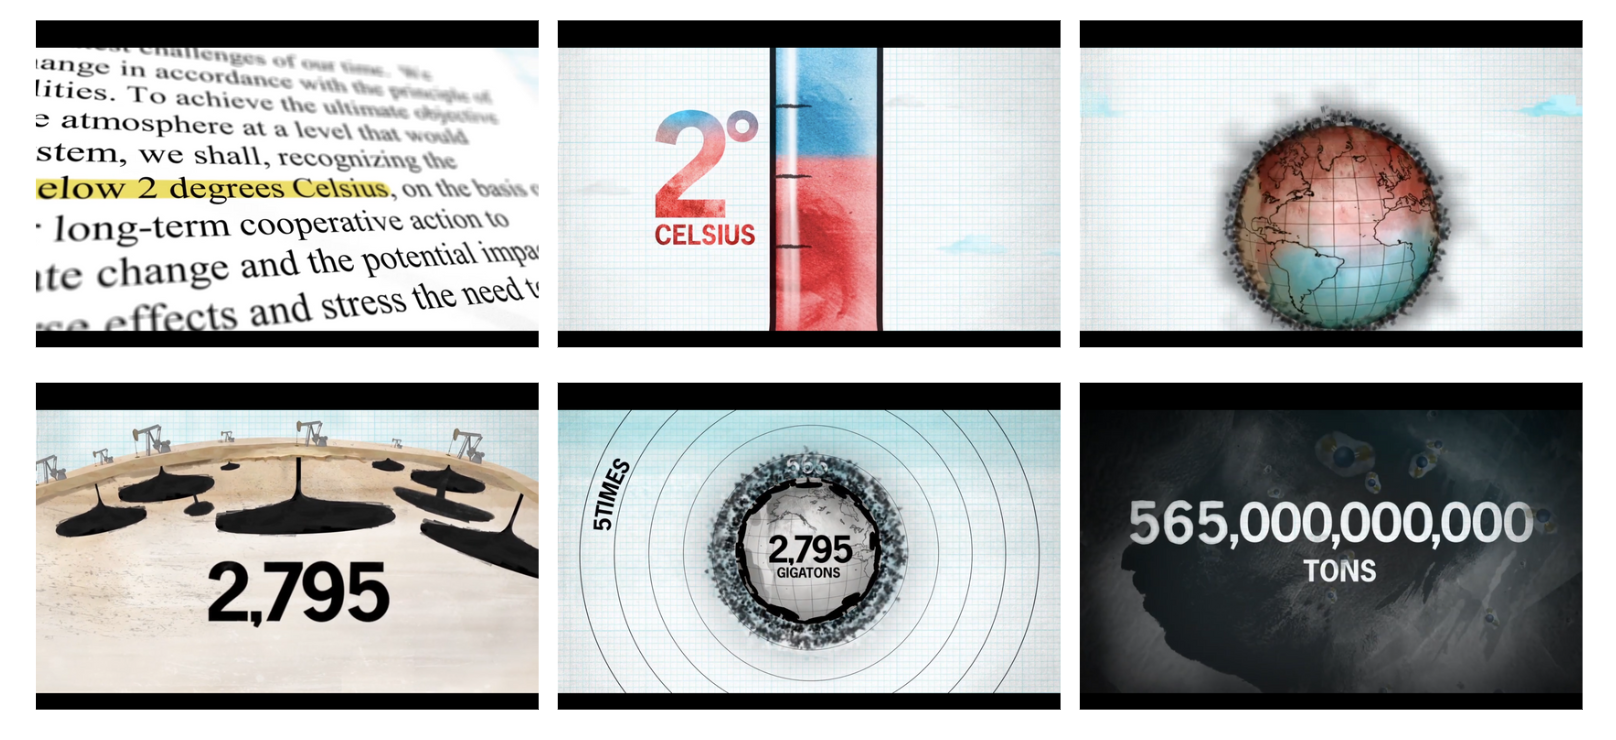 challenges of our time. We
ange in accordance with the principle of
lities. To achieve the ultimate objective
e atmosphere at a level that would
stem, we shall, recognizing the
elow 2 degrees Celsius, on the basis
long-term cooperative action to
te change and the potential impa
effects and stress the need to
2°
CELSIUS
2,795
5TIMES
565
2,795
GIGATONS
565,000,000,000
TONS